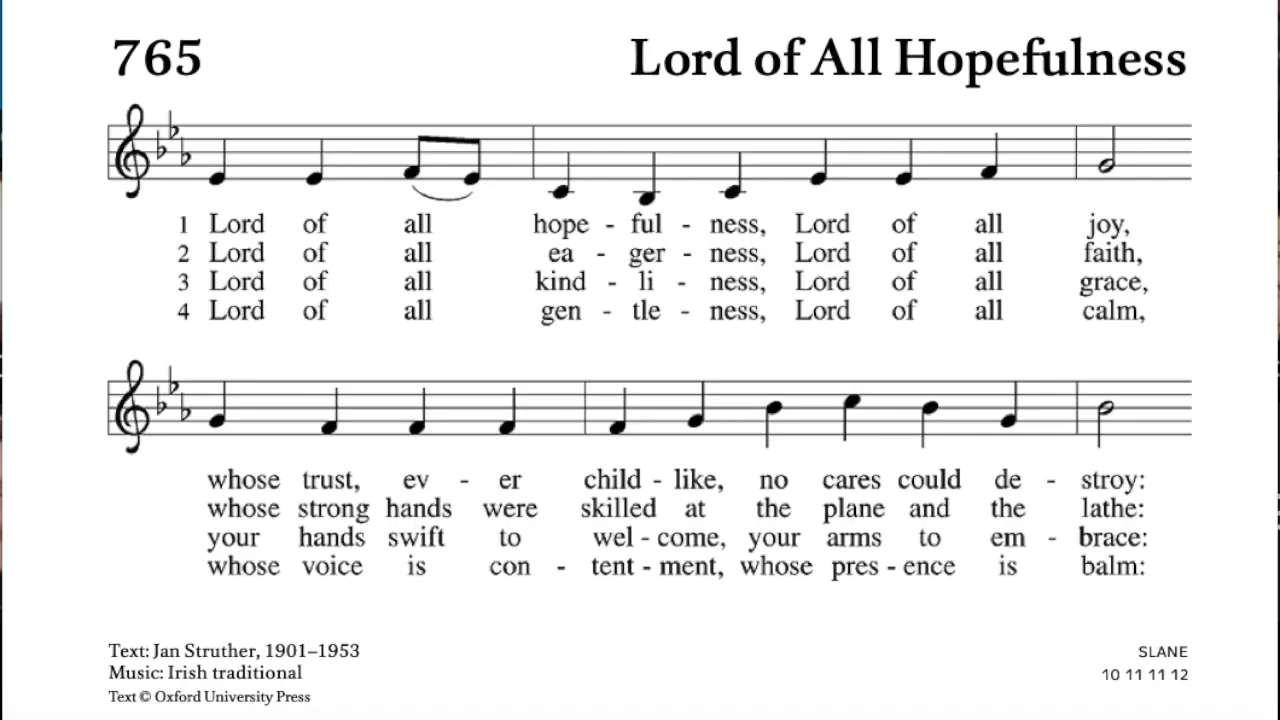 765 Lord of All Hopefulness
1 Lord of all hope - ful - ness, Lord of all joy,
2 Lord of all ea - ger - ness, Lord of all faith,
3 Lord of all kind - li - ness, Lord of all grace,
4 Lord of all gen - tle - ness, Lord of all calm,
whose trust, ev - er child - like, no cares could de - stroy:
whose strong hands were skilled at the plane and the lathe:
your hands swift to wel - come, your arms to em - brace:
whose voice is con - tent - ment, whose pres - ence is balm:
Text: Jan Struther, 1901–1953
SLANE
Music: Irish traditional
10 11 11 12
Text © Oxford University Press